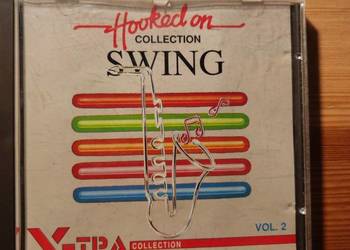 Hooked on
COLLECTION
SWING
VOL. 2
X-TRA
COLLECTION